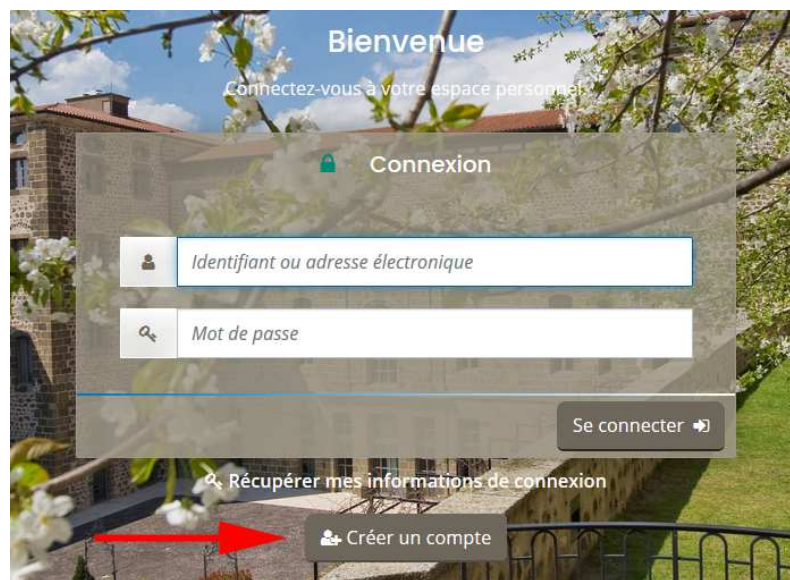 Bienvenue
Connectez-vous à votre espace personnel.
Connexion
Identifiant ou adresse électronique
Mot de passe
Se connecter
Récupérer mes informations de connexion
Créer un compte